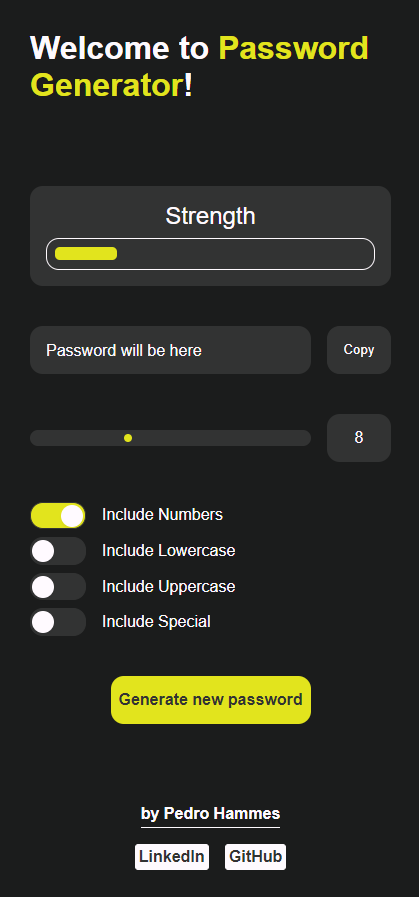 Welcome to Password
Generator!
Strength
Password will be here
Copy
8
Include Numbers
Include Lowercase
Include Uppercase
Include Special
Generate new password
by Pedro Hammes
LinkedIn
GitHub